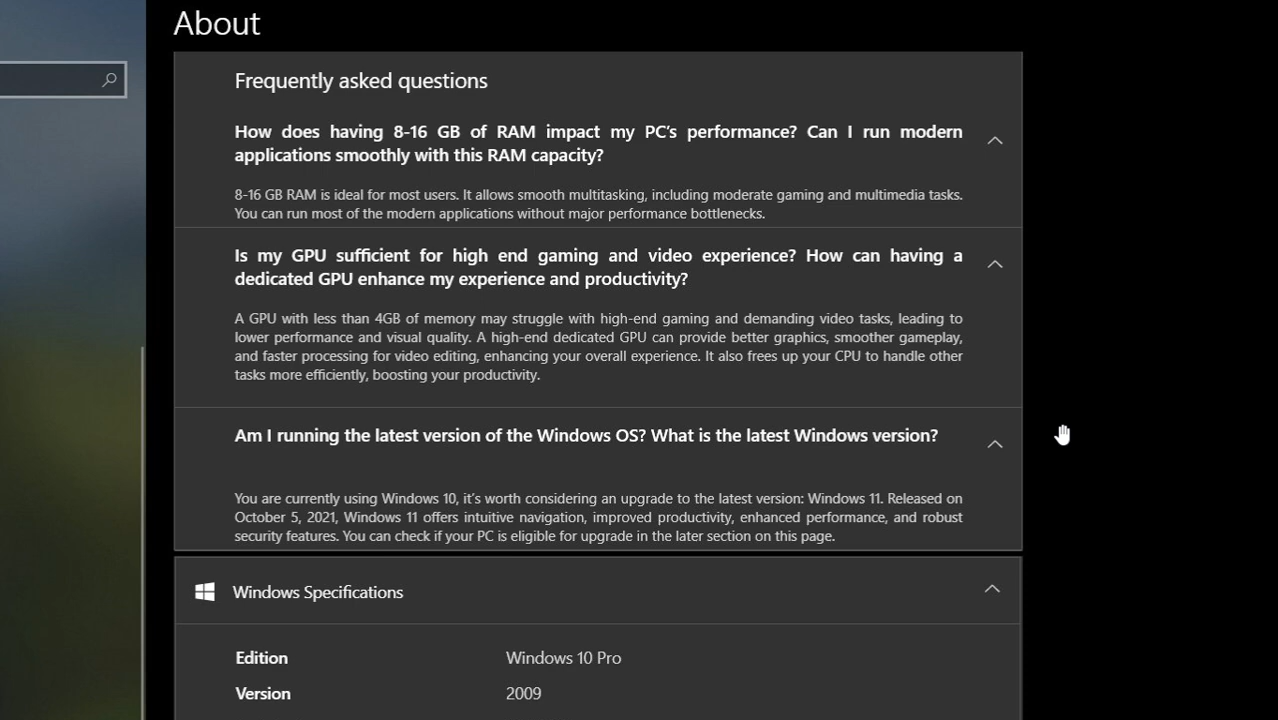 About
Frequently asked questions
How does having 8-16 GB of RAM impact my PC's performance? Can I run modern
applications smoothly with this RAM capacity?
8-16 GB RAM is ideal for most users. It allows smooth multitasking, including moderate gaming and multimedia tasks.
You can run most of the modern applications without major performance bottlenecks.
Is my GPU sufficient for high end gaming and video experience? How can having a
dedicated GPU enhance my experience and productivity?
A GPU with less than 4GB of memory may struggle with high-end gaming and demanding video tasks, leading to
lower performance and visual quality. A high-end dedicated GPU can provide better graphics, smoother gameplay,
and faster processing for video editing, enhancing your overall experience. It also frees up your CPU to handle other
tasks more efficiently, boosting your productivity.
Am I running the latest version of the Windows OS? What is the latest Windows version?
You are currently using Windows 10, it's worth considering an upgrade to the latest version: Windows 11. Released on
October 5, 2021, Windows 11 offers intuitive navigation, improved productivity, enhanced performance, and robust
security features. You can check if your PC is eligible for upgrade in the later section on this page.
Windows Specifications
Edition Windows 10 Pro
Version 2009